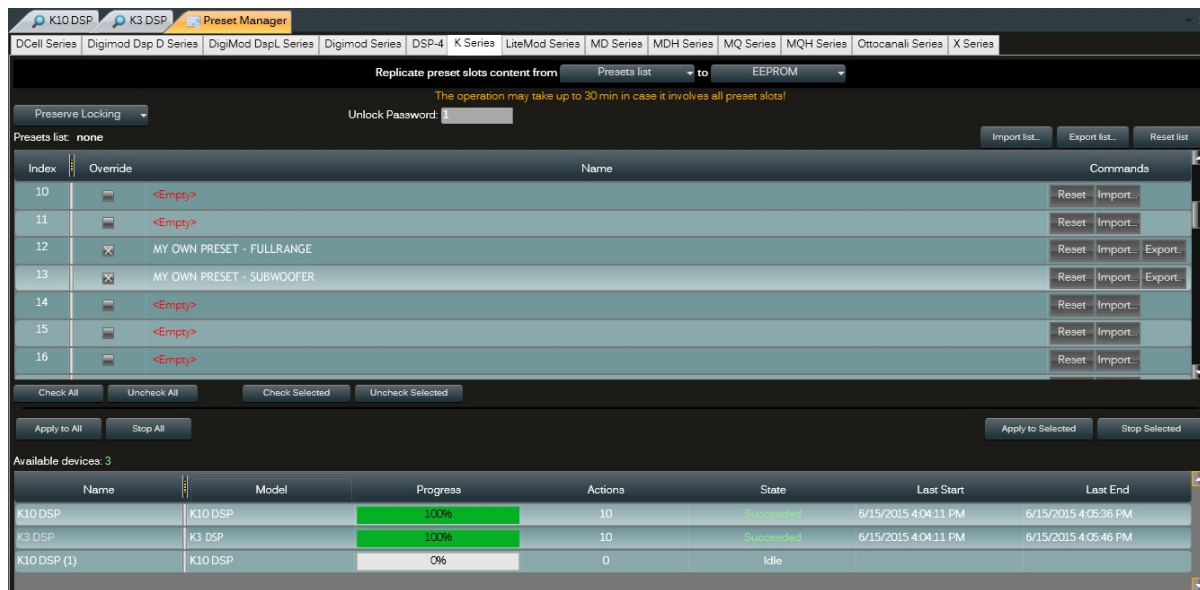 K10 DSP K3 DSP Preset Manager
DCell Series Digimod Dsp D Series DigiMod DspL Series Digimod Series DSP-4 K Series LiteMod Series MD Series MDH Series MQ Series MQH Series Ottocanali Series X Series
Replicate preset slots content from Presets list to EEPROM
The operation may take up to 30 min in case it involves all preset slots!
Preserve Locking Unlock Password: 1
Presets list: none Import list... Export list... Reset list
Index Override Name Commands
10 <Empty> Reset Import...
11 <Empty> Reset Import...
12 MY OWN PRESET - FULLRANGE Reset Import... Export..
13 MY OWN PRESET - SUBWOOFER Reset Import... Export..
14 <Empty> Reset Import...
15 <Empty> Reset Import...
16 <Empty> Reset Import...
Check All Uncheck All Check Selected Uncheck Selected
Apply to All Stop All Apply to Selected Stop Selected
Available devices: 3
Name Model Progress Actions State Last Start Last End
K10 DSP K10 DSP 100% 10 Succeeded 6/15/2015 4:04:11 PM 6/15/2015 4:05:36 PM
K3 DSP K3 DSP 100% 10 Succeeded 6/15/2015 4:04:11 PM 6/15/2015 4:05:46 PM
K10 DSP (1) K10 DSP 0% 0 Idle